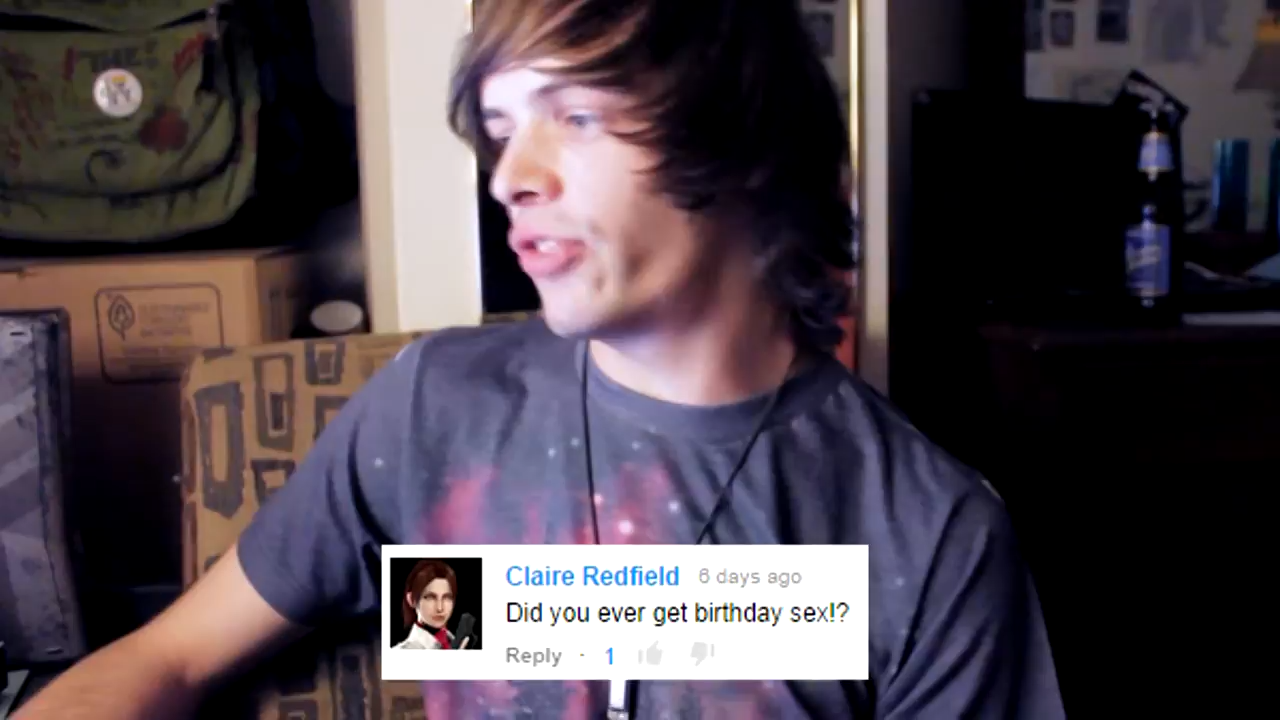 Claire Redfield 6 days ago
Did you ever get birthday sex!?
Reply · 1